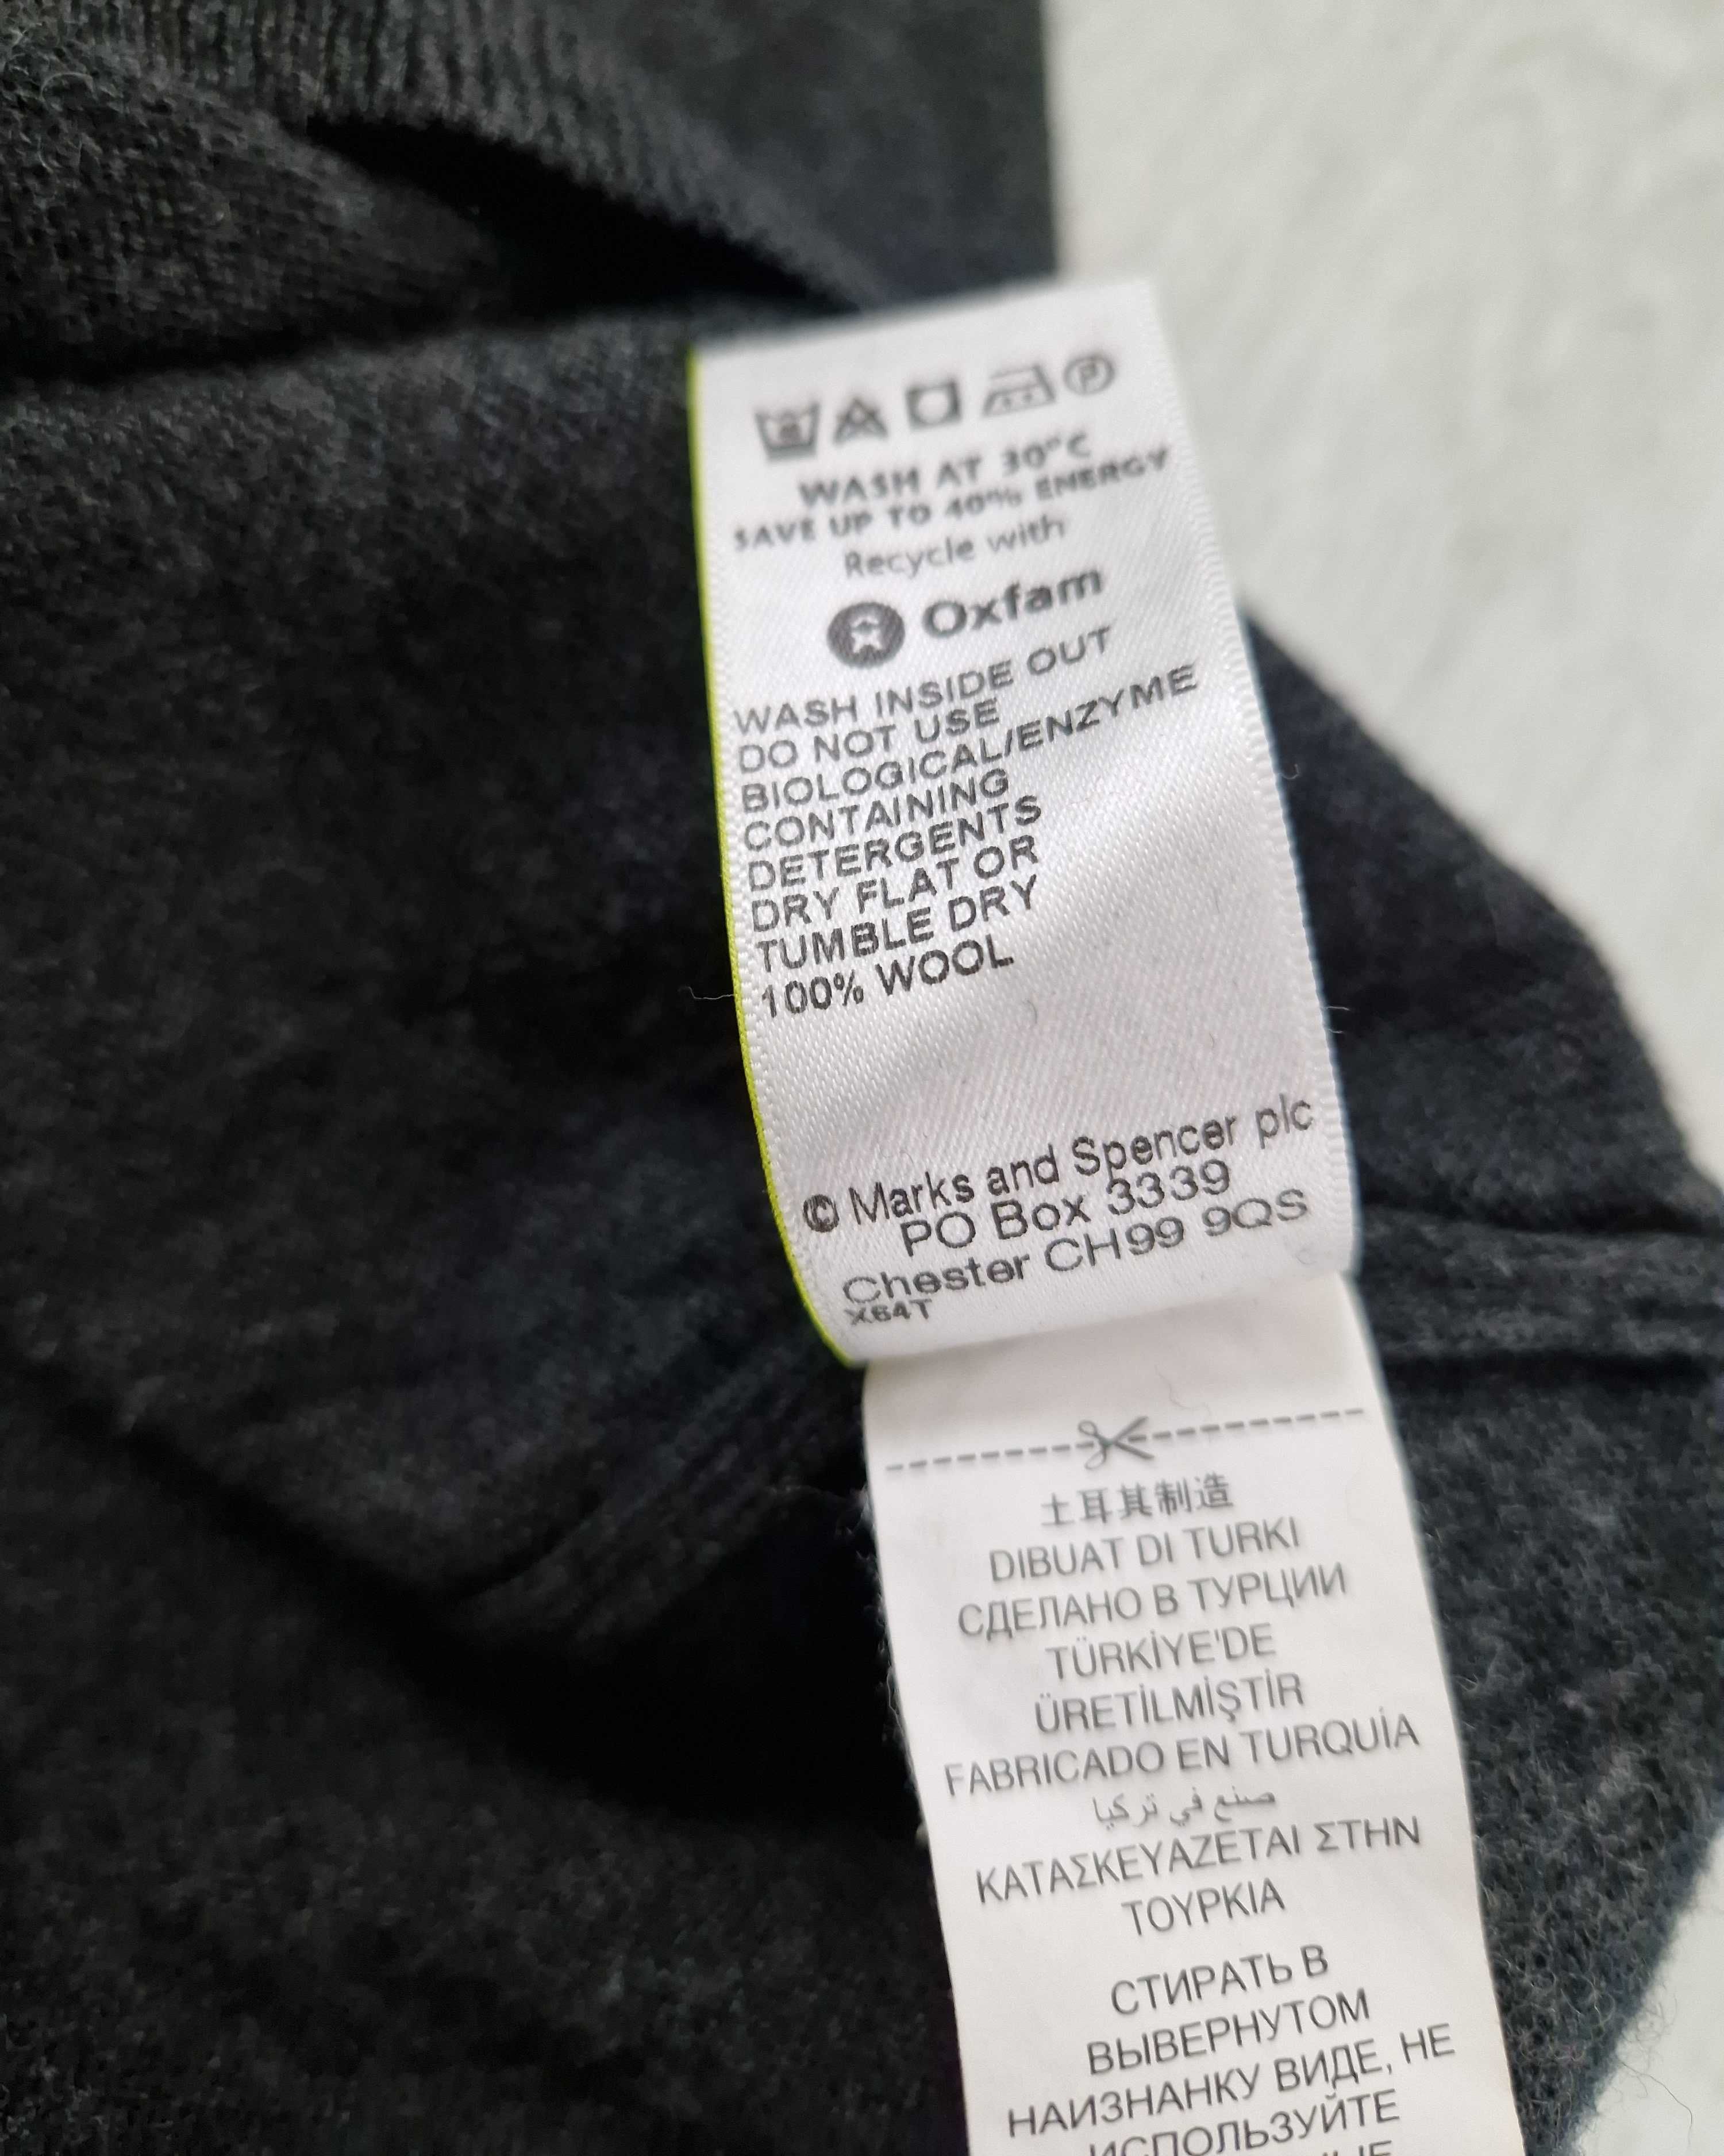 WASH AT 30°C
SAVE UP TO 40% ENERGY
Recycle with
Oxfam
WASH INSIDE OUT
DO NOT USE
BIOLOGICAL/ENZYME
CONTAINING
DETERGENTS
DRY FLAT OR
TUMBLE DRY
100% WOOL
© Marks and Spencer plc
PO Box 3339
Chester CH99 9QS
X64T
土耳其制造
DIBUAT DI TURKI
СДЕЛАНО В ТУРЦИИ
TÜRKİYE'DE
ÜRETİLMİŞTİR
FABRICADO EN TURQUÍA
صنع في تركيا
ΚΑΤΑΣΚΕΥΑΖΕΤΑΙ ΣΤΗΝ
ΤΟΥΡΚΙΑ
СТИРАТЬ В
ВЫВЕРНУТОМ
НАИЗНАНКУ ВИДЕ, НЕ
ИСПОЛЬЗУЙТЕ